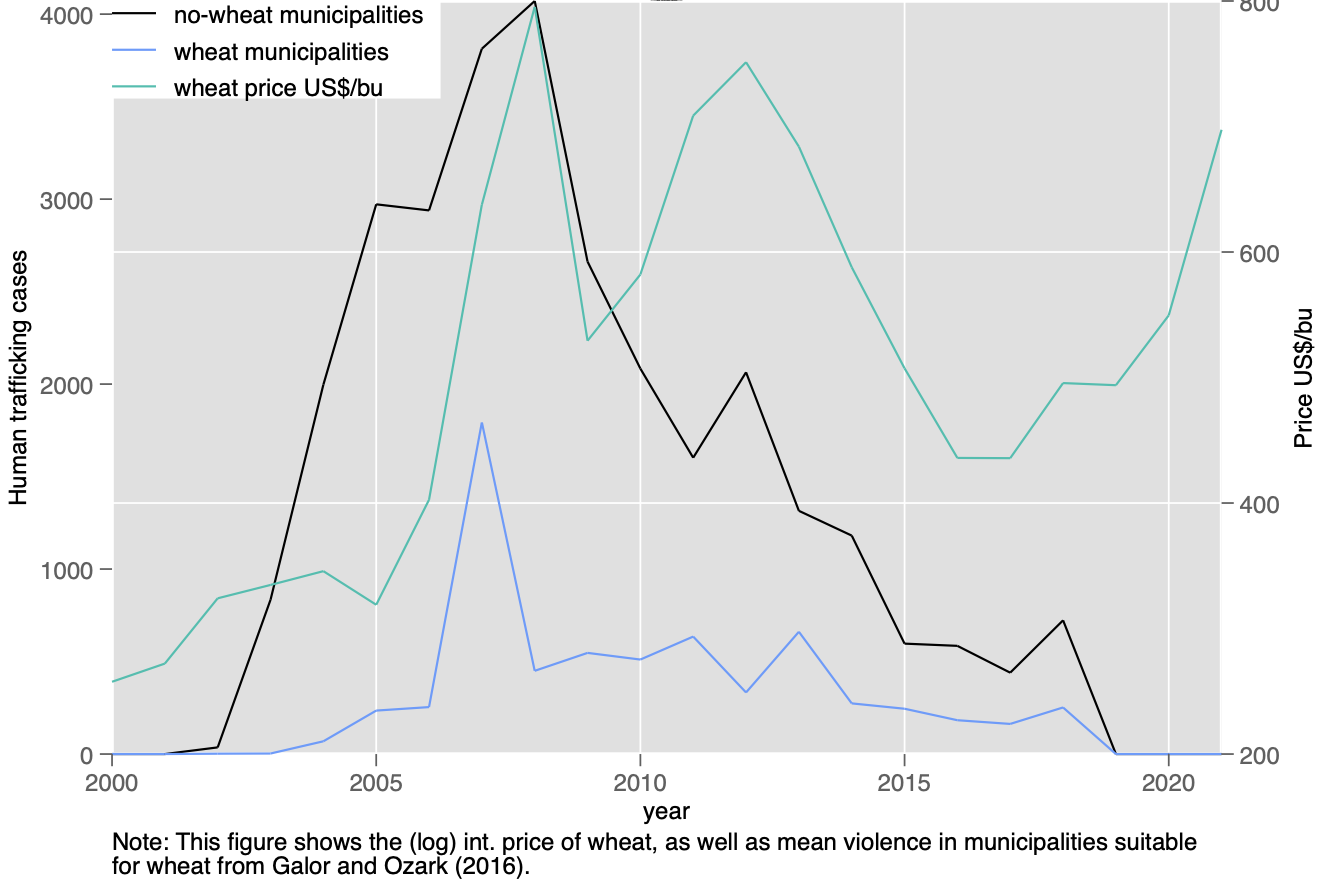 no-wheat municipalities
wheat municipalities
wheat price US$/bu
4000
3000
2000
1000
0
Human trafficking cases
800
600
400
200
Price US$/bu
2000
2005
2010
2015
2020
year
Note: This figure shows the (log) int. price of wheat, as well as mean violence in municipalities suitable
for wheat from Galor and Ozark (2016).